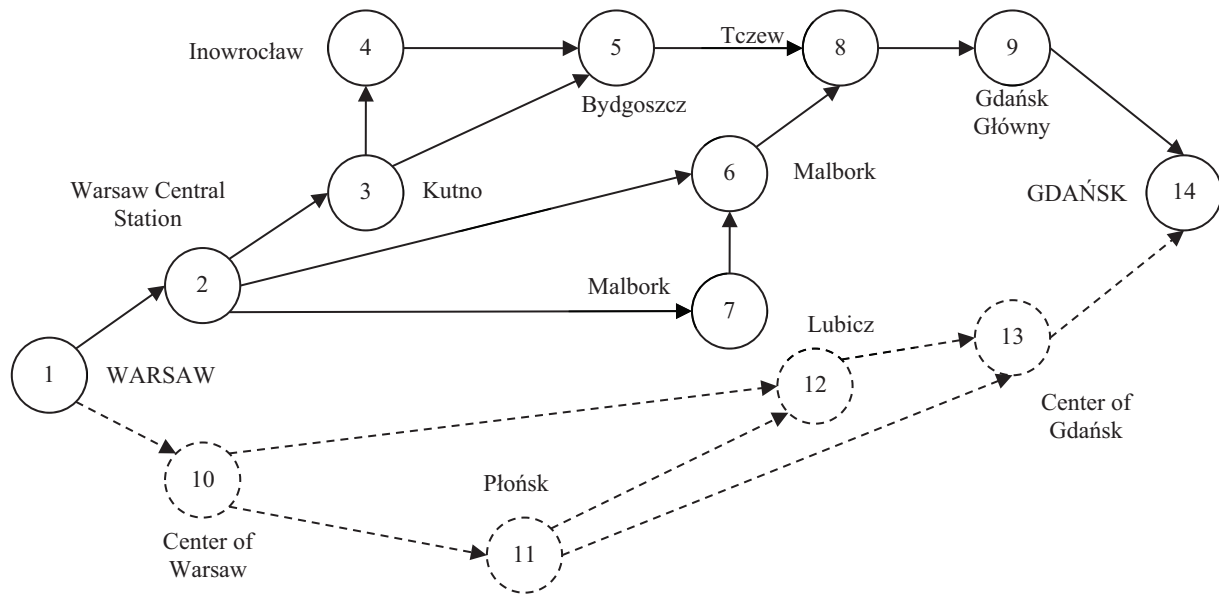 Inowrocław
4
5
Tczew
8
9
Bydgoszcz
Gdańsk
Główny
Warsaw Central
Station
3
Kutno
6
Malbork
GDAŃSK
14
2
Malbork
7
Lubicz
13
1
WARSAW
12
Center of
Gdańsk
10
Płońsk
Center of
Warsaw
11